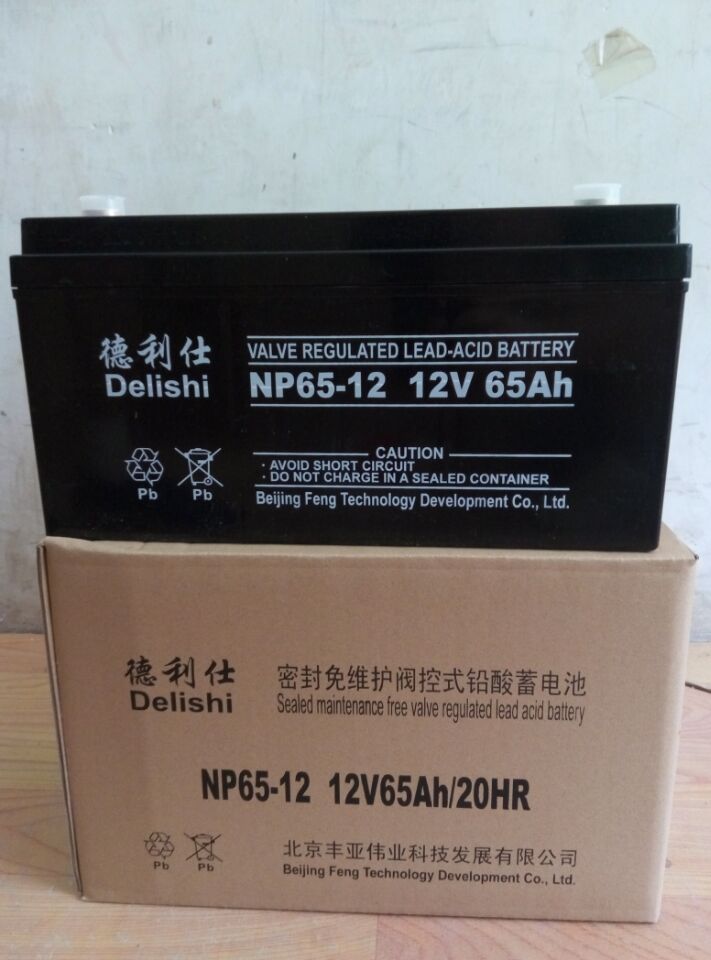 德利仕
Delishi
VALVE REGULATED LEAD-ACID BATTERY
NP65-12 12V 65Ah
Pb
Pb
CAUTION
· AVOID SHORT CIRCUIT
· DO NOT CHARGE IN A SEALED CONTAINER
Beijing Feng Technology Development Co., Ltd.
德利仕
Delishi
密封免维护阀控式铅酸蓄电池
Sealed maintenance free valve regulated lead acid battery
NP65-12 12V65Ah/20HR
Pb
Pb
北京丰亚伟业科技发展有限公司
Beijing Feng Technology Development Co., Ltd.